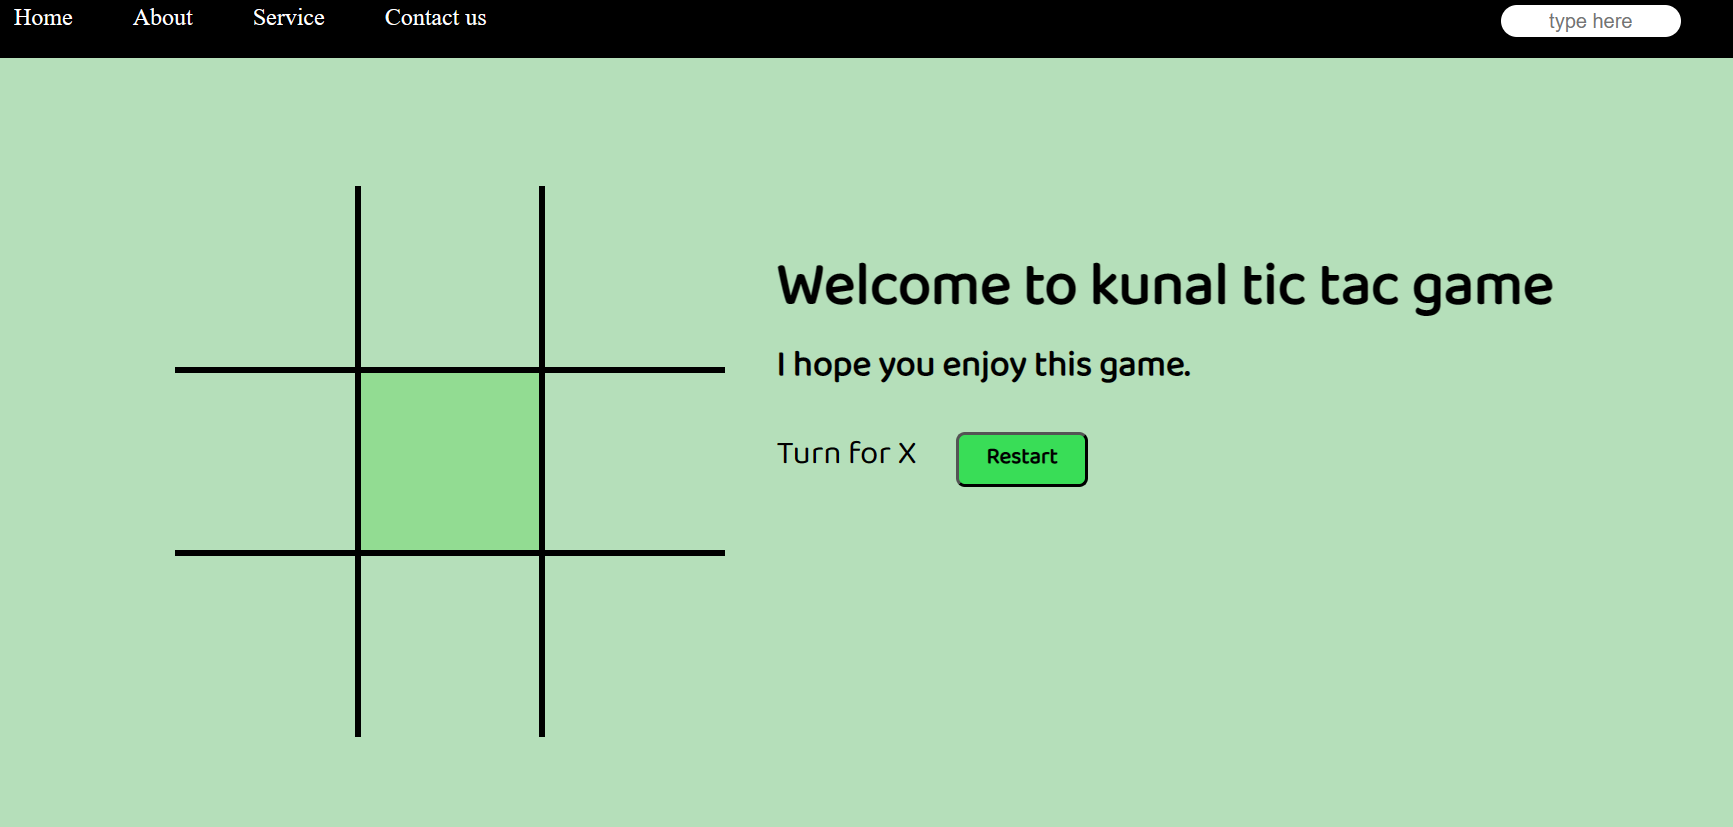 Home About Service Contact us type here
Welcome to kunal tic tac game
I hope you enjoy this game.
Turn for X Restart